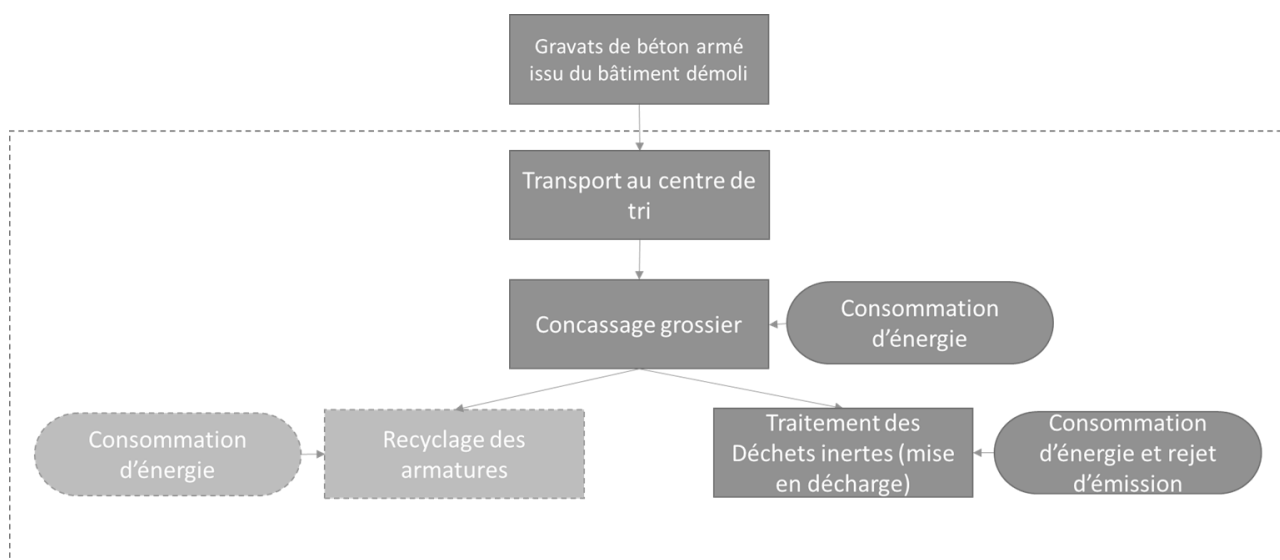 Gravats de béton armé
issu du bâtiment démoli
Transport au centre de
tri
Concassage grossier
Consommation
d’énergie
Consommation
d’énergie
Recyclage des
armatures
Traitement des
Déchets inertes (mise
en décharge)
Consommation
d’énergie et rejet
d’émission